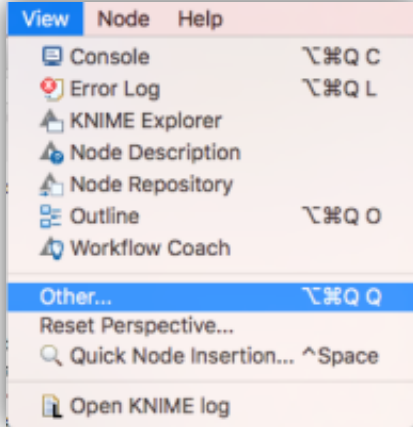 View Node Help
Console ⌥⌘Q C
Error Log ⌥⌘Q L
KNIME Explorer
Node Description
Node Repository
Outline ⌥⌘Q O
Workflow Coach
Other... ⌥⌘Q Q
Reset Perspective...
Quick Node Insertion... ^Space
Open KNIME log